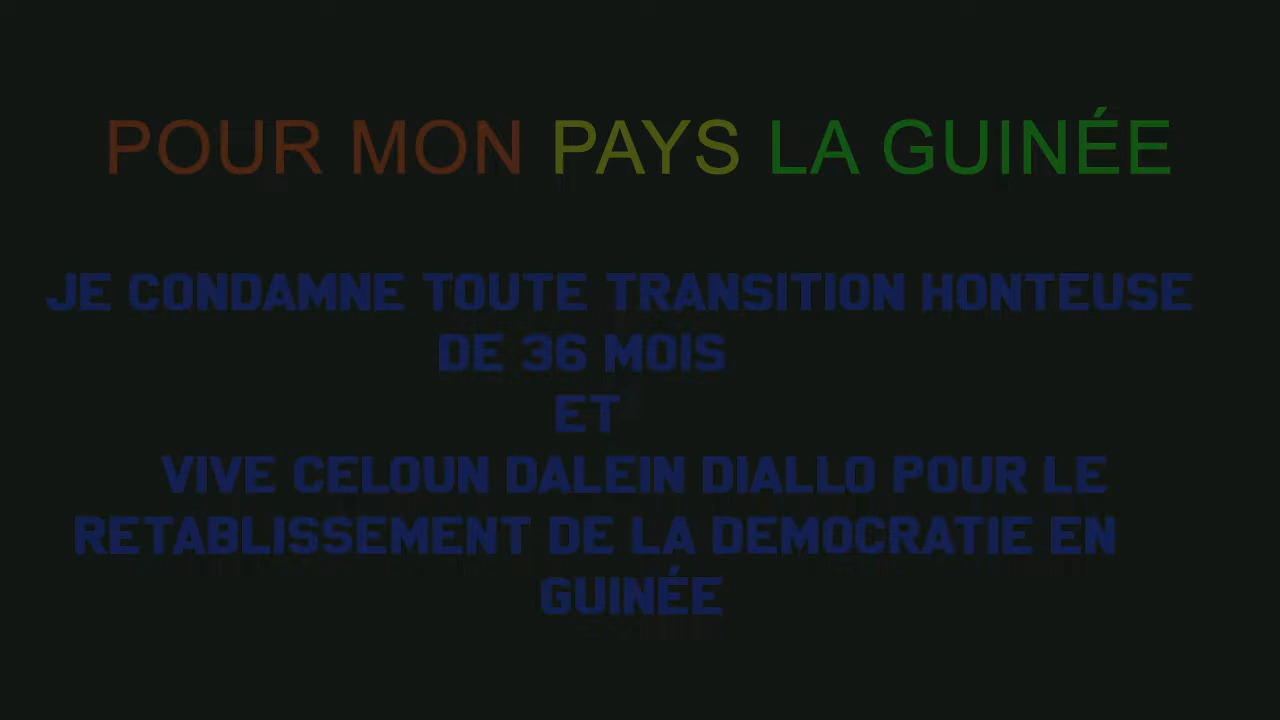 POUR MON PAYS LA GUINÉE
JE CONDAMNE TOUTE TRANSITION HONTEUSE
DE 36 MOIS
ET
VIVE CELOUN DALEIN DIALLO POUR LE
RETABLISSEMENT DE LA DEMOCRATIE EN
GUINÉE